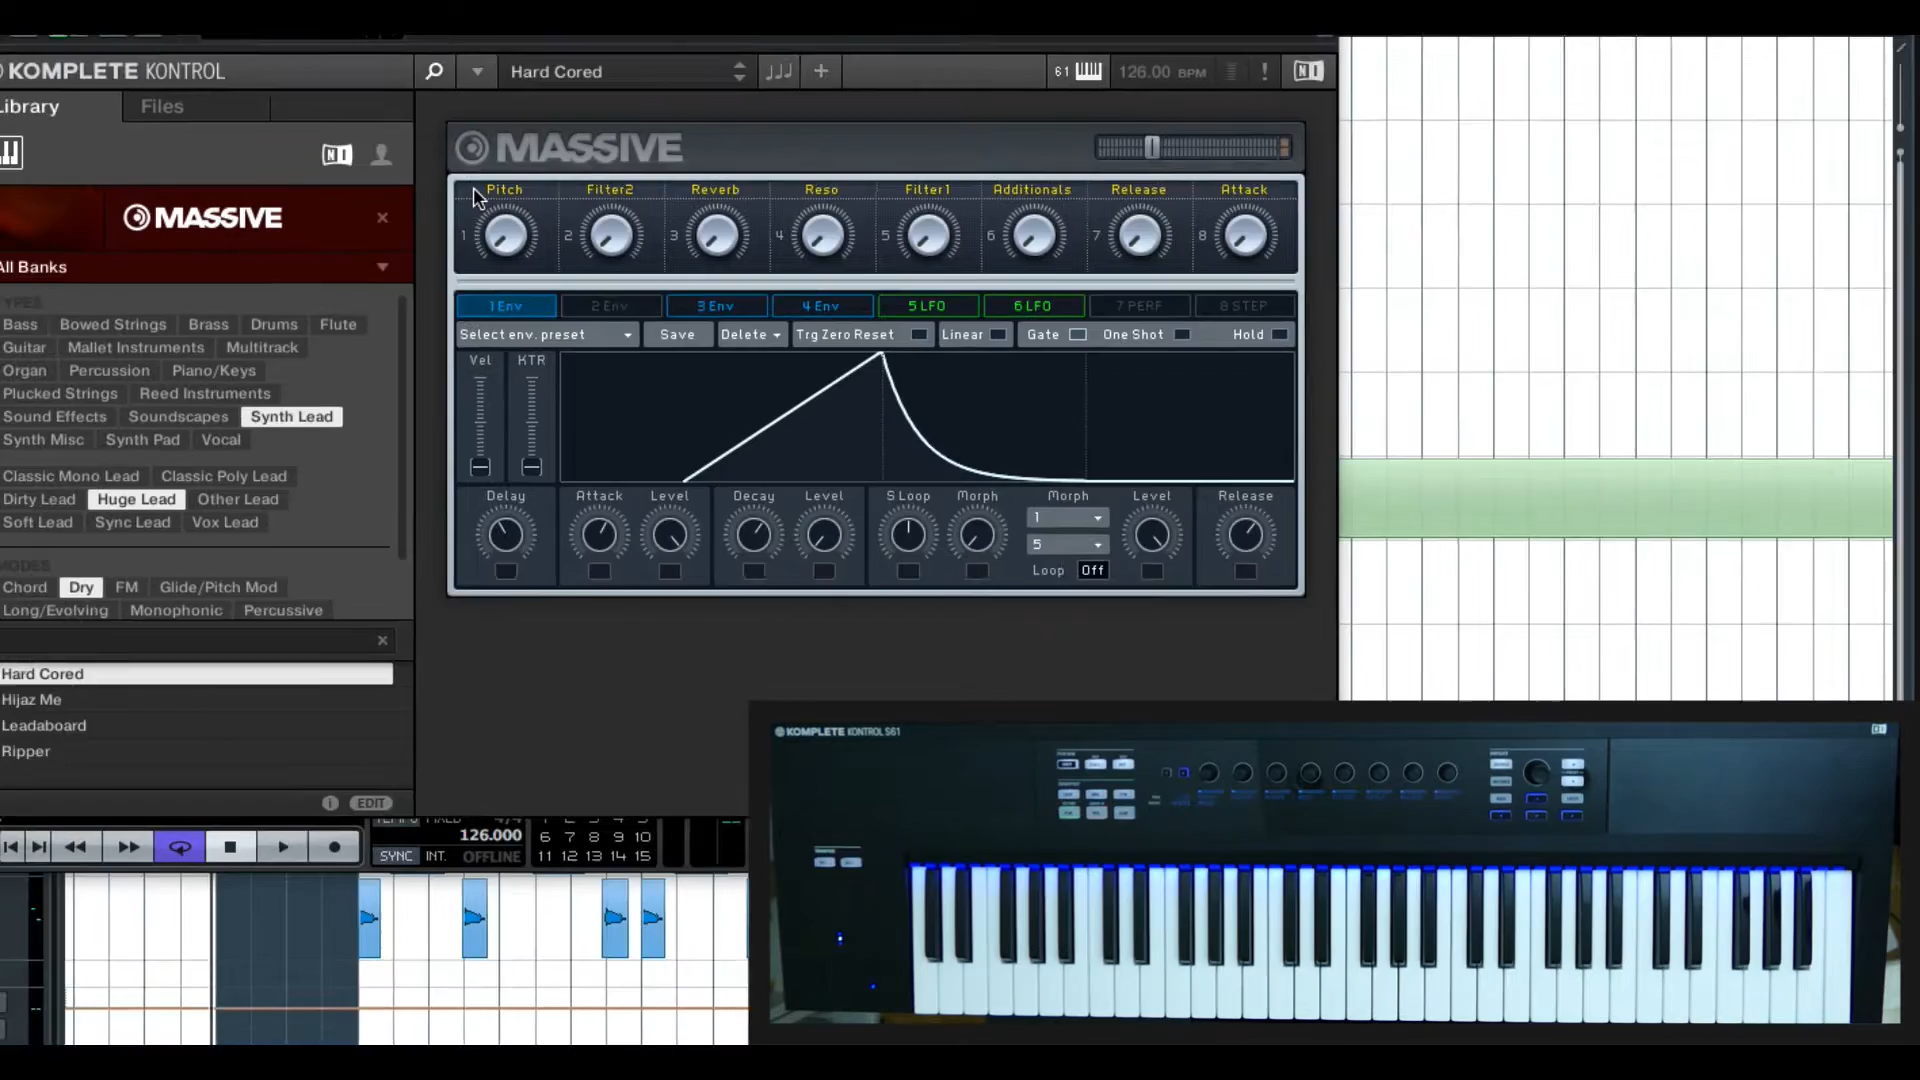 KOMPLETE KONTROL
Hard Cored
61
126.00 BPM
!
NI
Library
Files
NI
MASSIVE
All Banks
TYPES
Bass Bowed Strings Brass Drums Flute
Guitar Mallet Instruments Multitrack
Organ Percussion Piano/Keys
Plucked Strings Reed Instruments
Sound Effects Soundscapes Synth Lead
Synth Misc Synth Pad Vocal
Classic Mono Lead Classic Poly Lead
Dirty Lead Huge Lead Other Lead
Soft Lead Sync Lead Vox Lead
MODES
Chord Dry FM Glide/Pitch Mod
Long/Evolving Monophonic Percussive
Hard Cored
Hijaz Me
Leadaboard
Ripper
EDIT
MASSIVE
Pitch Filter2 Reverb Reso Filter1 Additionals Release Attack
1 2 3 4 5 6 7 8
1 Env 2 Env 3 Env 4 Env 5 LFO 6 LFO 7 PERF 8 STEP
Select env. preset Save Delete Trg Zero Reset Linear Gate One Shot Hold
Vel KTR
Delay Attack Level Decay Level S Loop Morph Morph Level Release
1
5
Loop Off
126.000
SYNC INT. OFFLINE
6 7 8 9 10
11 12 13 14 15
KOMPLETE KONTROL S61